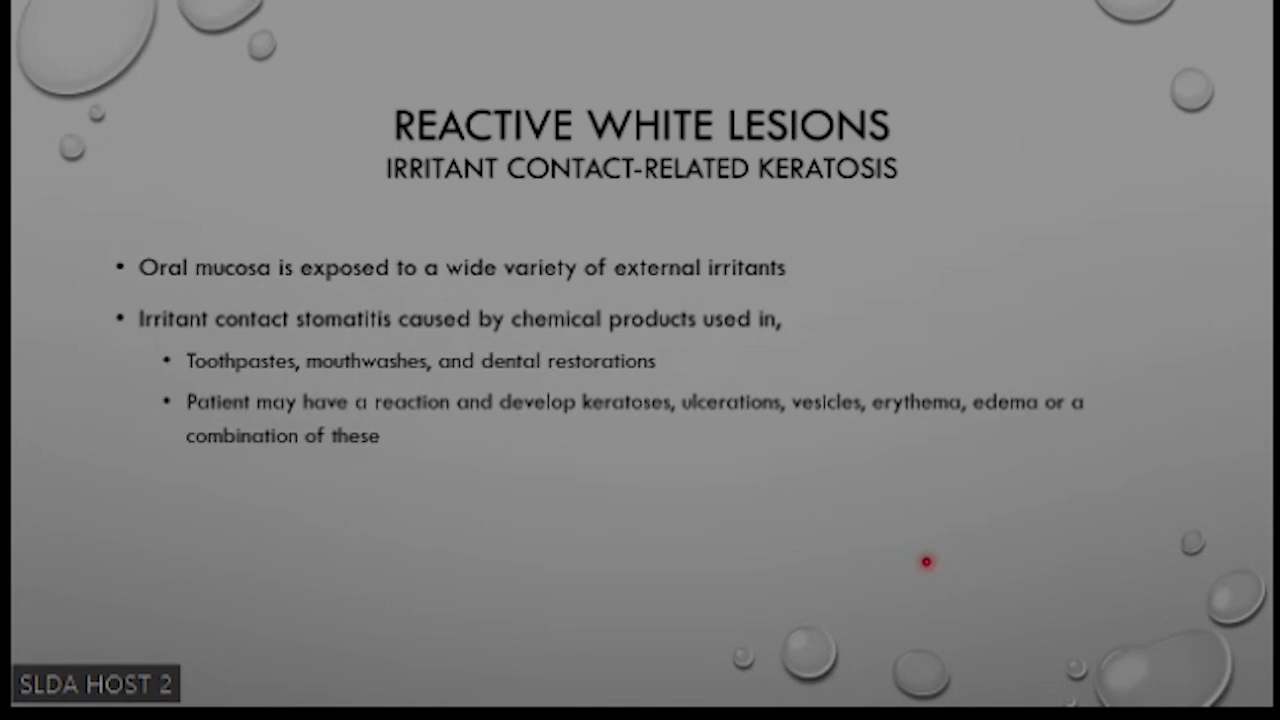 REACTIVE WHITE LESIONS
IRRITANT CONTACT-RELATED KERATOSIS
• Oral mucosa is exposed to a wide variety of external irritants
• Irritant contact stomatitis caused by chemical products used in,
• Toothpastes, mouthwashes, and dental restorations
• Patient may have a reaction and develop keratoses, ulcerations, vesicles, erythema, edema or a
combination of these
SLDA HOST 2